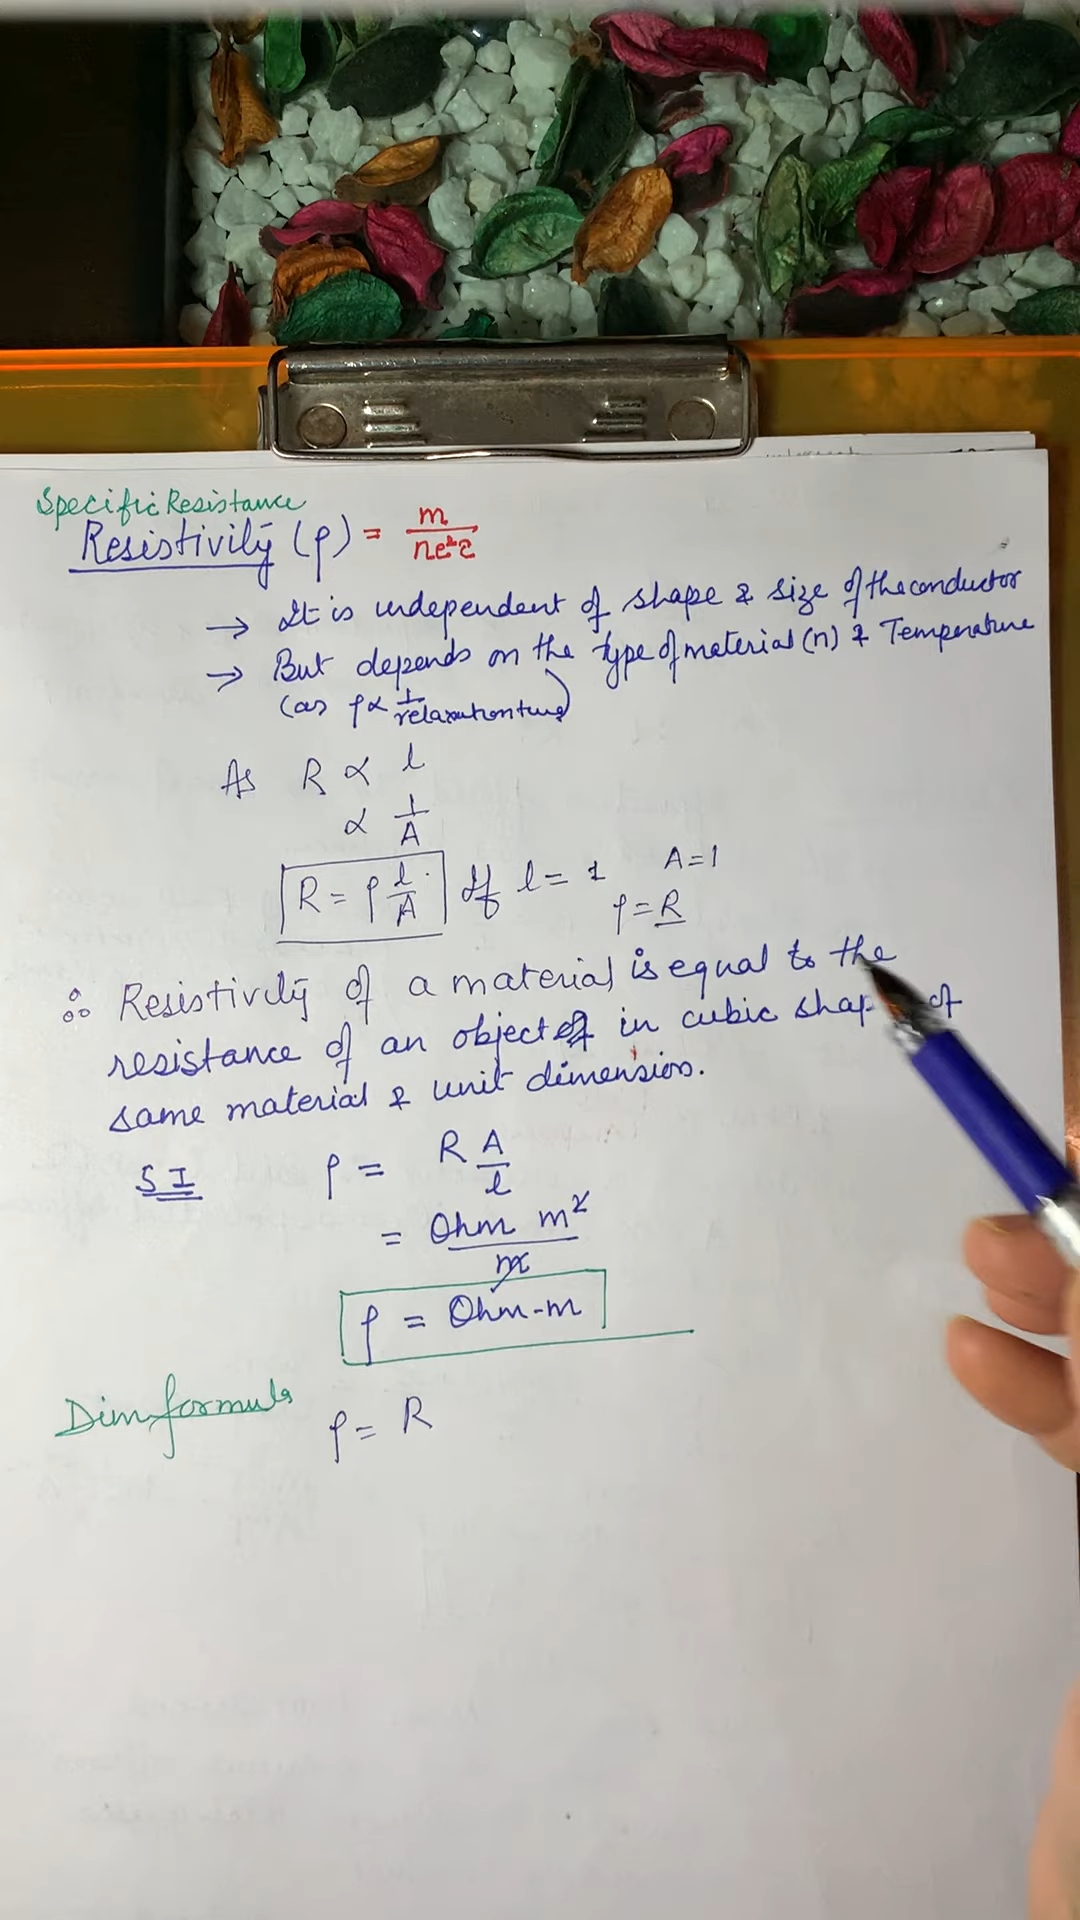 Specific Resistance
Resistivity (ρ) = m/ne²τ
→ It is independent of shape & size of the conductor
→ But depends on the type of material (n) & Temperature
(as ρ∝ 1/relaxation time)
As R ∝ l
∝ 1/A
R = ρ l/A If l = 1 A = 1
ρ = R
∴ Resistivity of a material is equal to the
resistance of an object in cubic shape of
same material & unit dimension.
SI ρ = R A/l
= Ohm m²/m
ρ = Ohm-m
Dim formula ρ = R